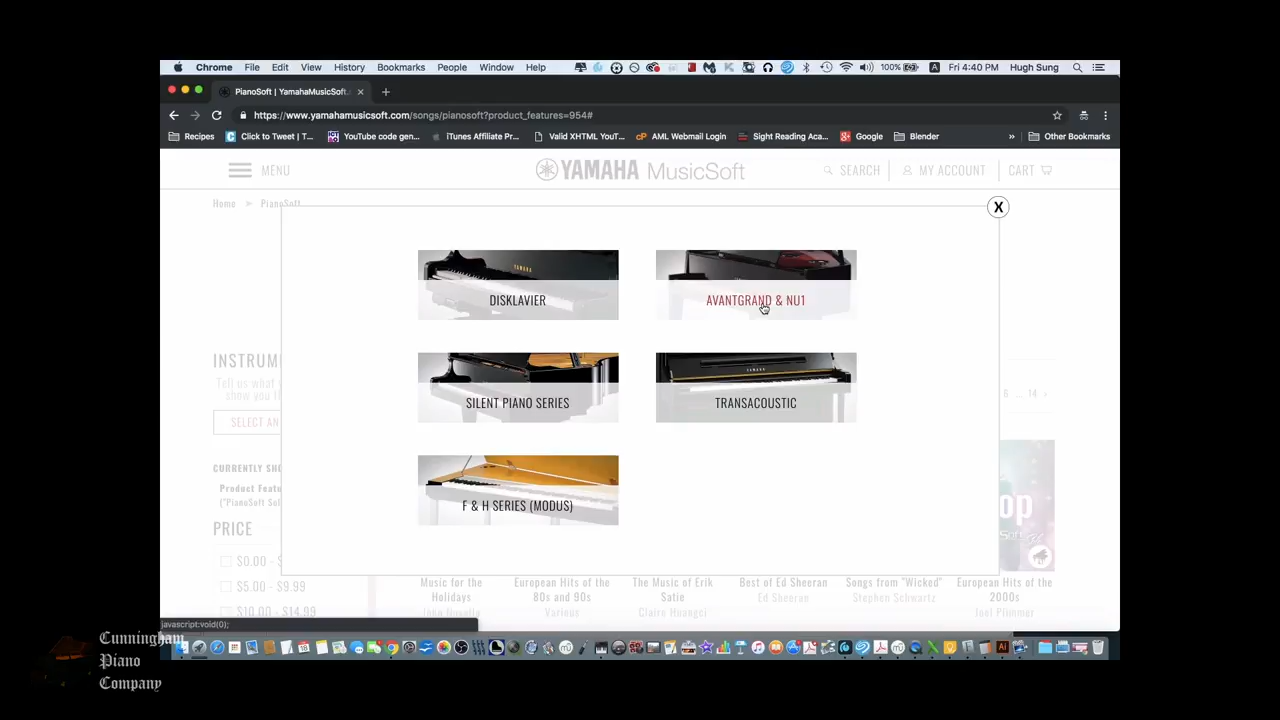 Chrome File Edit View History Bookmarks People Window Help 100% Fri 4:40 PM Hugh Sung
PianoSoft | YamahaMusicSoft.
https://www.yamahamusicsoft.com/songs/pianosoft?product_features=954#
Recipes Click to Tweet | T... YouTube code gen... iTunes Affiliate Pr... Valid XHTML YouT... AML Webmail Login Sight Reading Aca... Google Blender » Other Bookmarks
MENU YAMAHA MusicSoft SEARCH MY ACCOUNT CART
Home > PianoSoft
X
YAMAHA
DISKLAVIER AVANTGRAND & NU1
INSTRUM
Tell us what
show you th
YAMAHA
6 ... 14 ›
SILENT PIANO SERIES TRANSACOUSTIC
SELECT AN
CURRENTLY SH
Product Featu
("PianoSoft Sol
op
F & H SERIES (MODUS)
PRICE
$0.00 - $
Music for the Holidays European Hits of the 80s and 90s The Music of Erik Satie Best of Ed Sheeran Songs from "Wicked" European Hits of the 2000s
$5.00 - $9.99
$10.00 - $14.99
John Novello Various Claire Huangci Ed Sheeran Stephen Schwartz Joel Plimmer
javascript:void(0);
Cunningham
Piano
Company